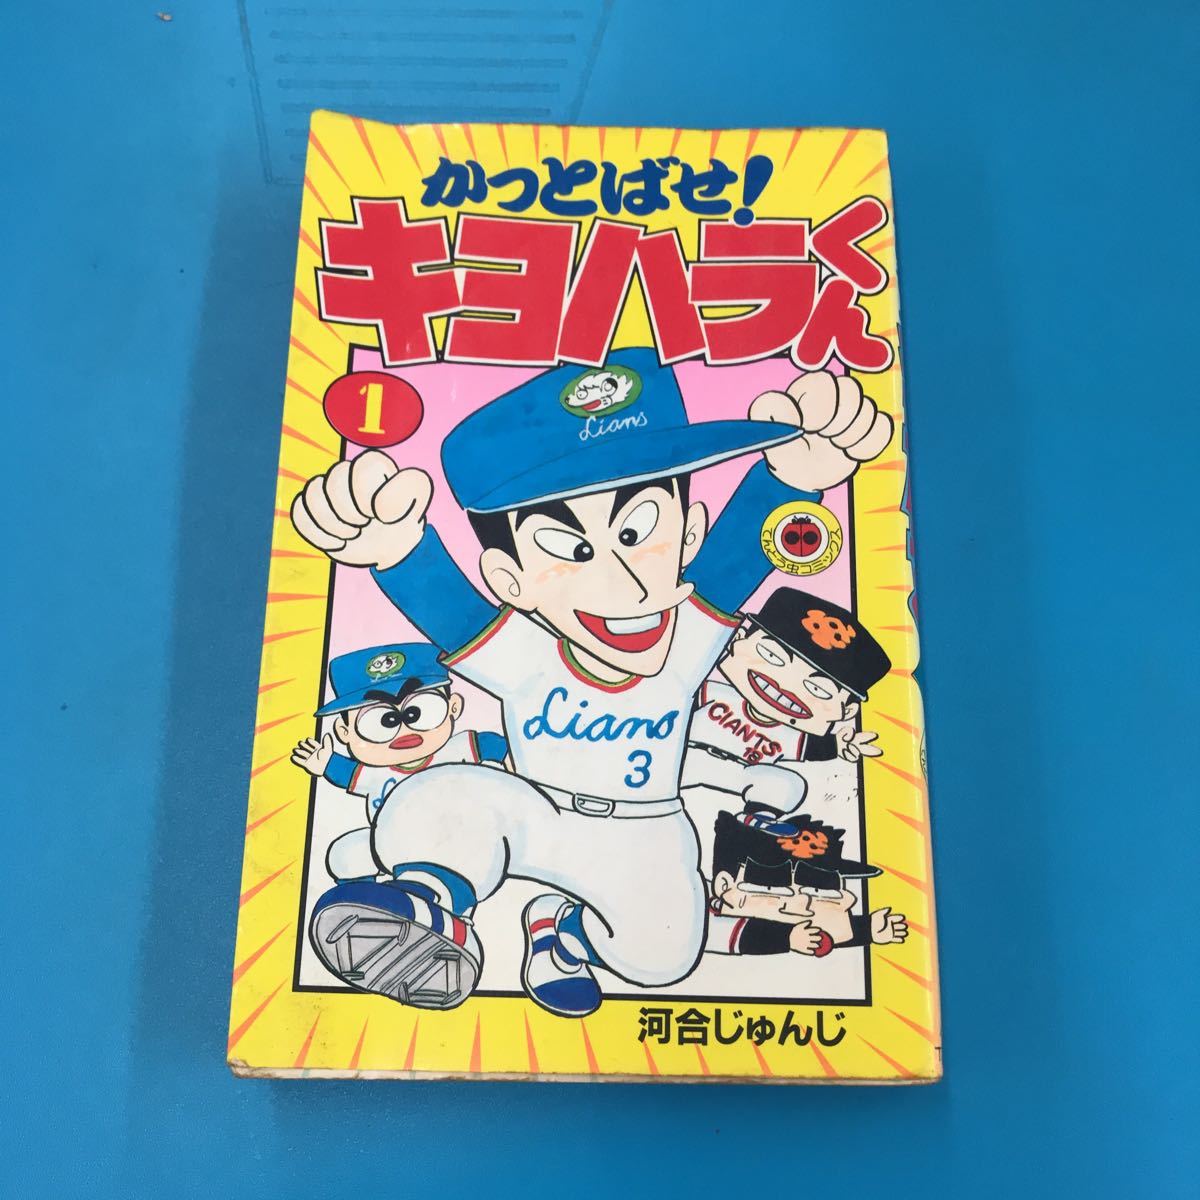 かっとばせ!
キヨハラくん
1
Lians
てんとう虫コミックス
Lians
3
GIANTS
18
河合じゅんじ